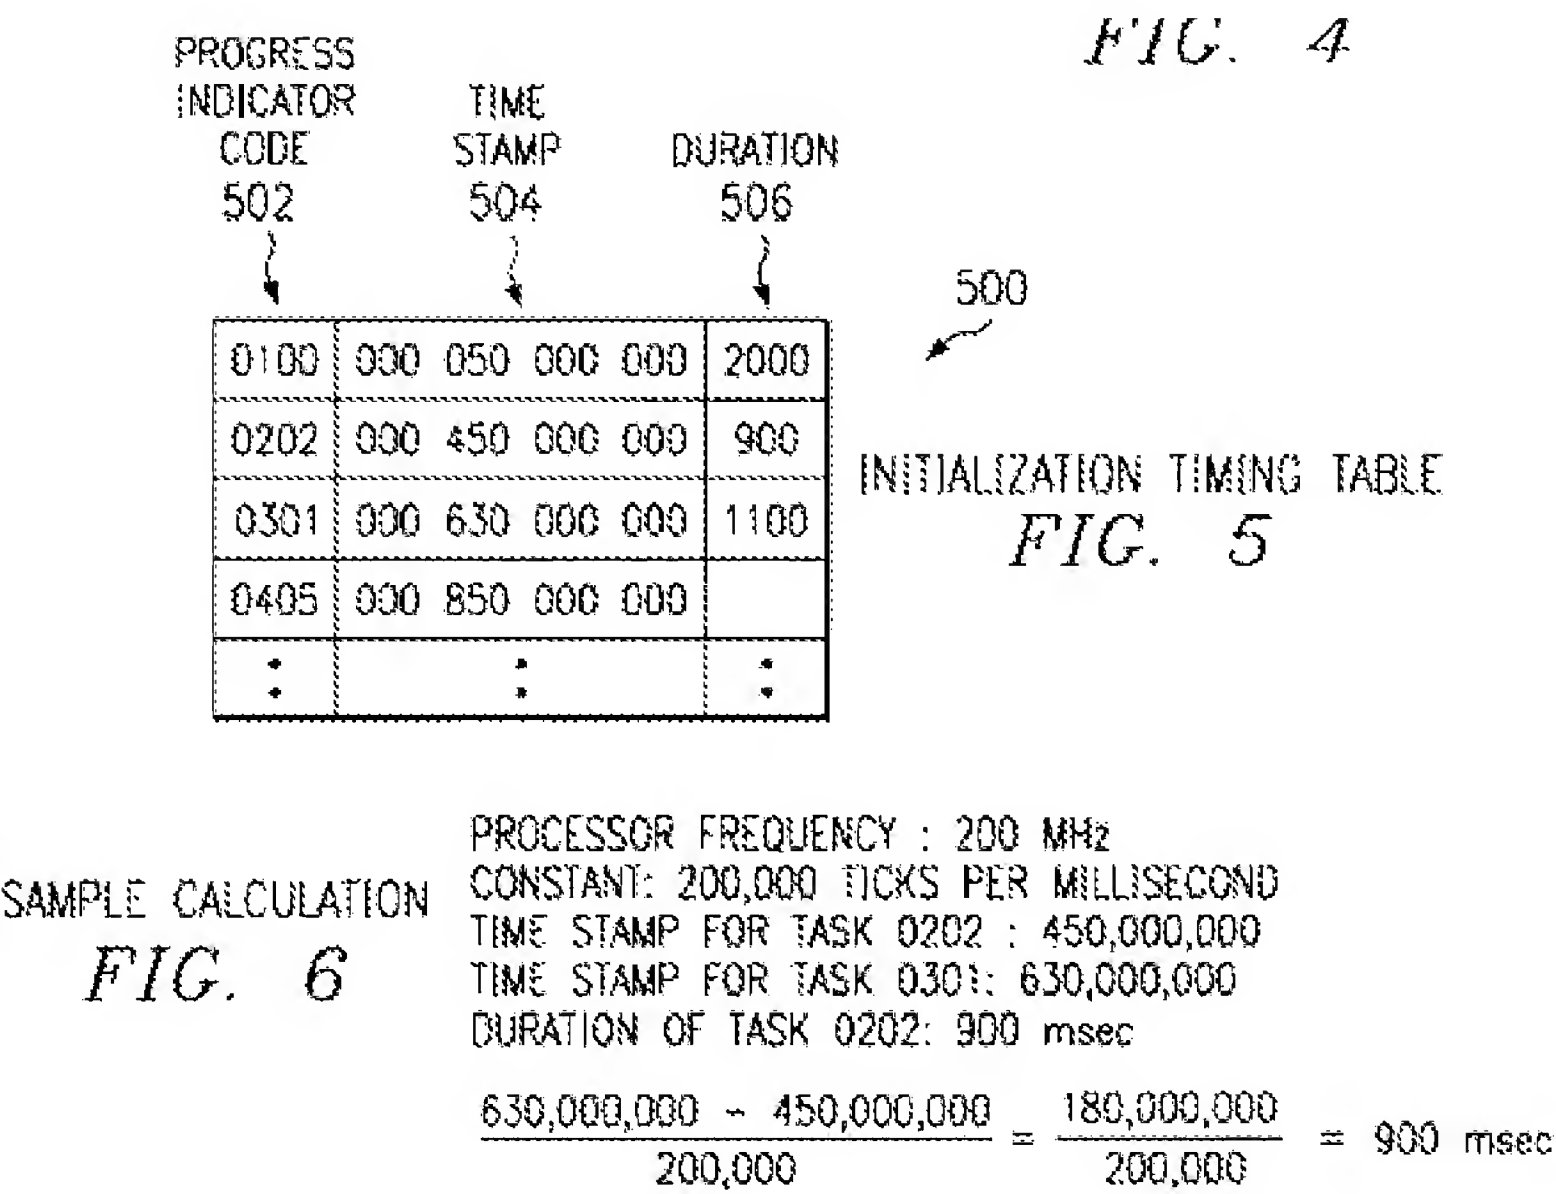 FIG. 4
PROGRESS
INDICATOR
CODE
502
TIME
STAMP
504
DURATION
506
500
0100 000 050 000 000 2000
0202 000 450 000 000 900
0301 000 630 000 000 1100
0405 000 850 000 000
INITIALIZATION TIMING TABLE
FIG. 5
SAMPLE CALCULATION
FIG. 6
PROCESSOR FREQUENCY : 200 MHz
CONSTANT: 200,000 TICKS PER MILLISECOND
TIME STAMP FOR TASK 0202 : 450,000,000
TIME STAMP FOR TASK 0301: 630,000,000
DURATION OF TASK 0202: 900 msec
630,000,000 - 450,000,000 = 180,000,000 = 900 msec
200,000 200,000